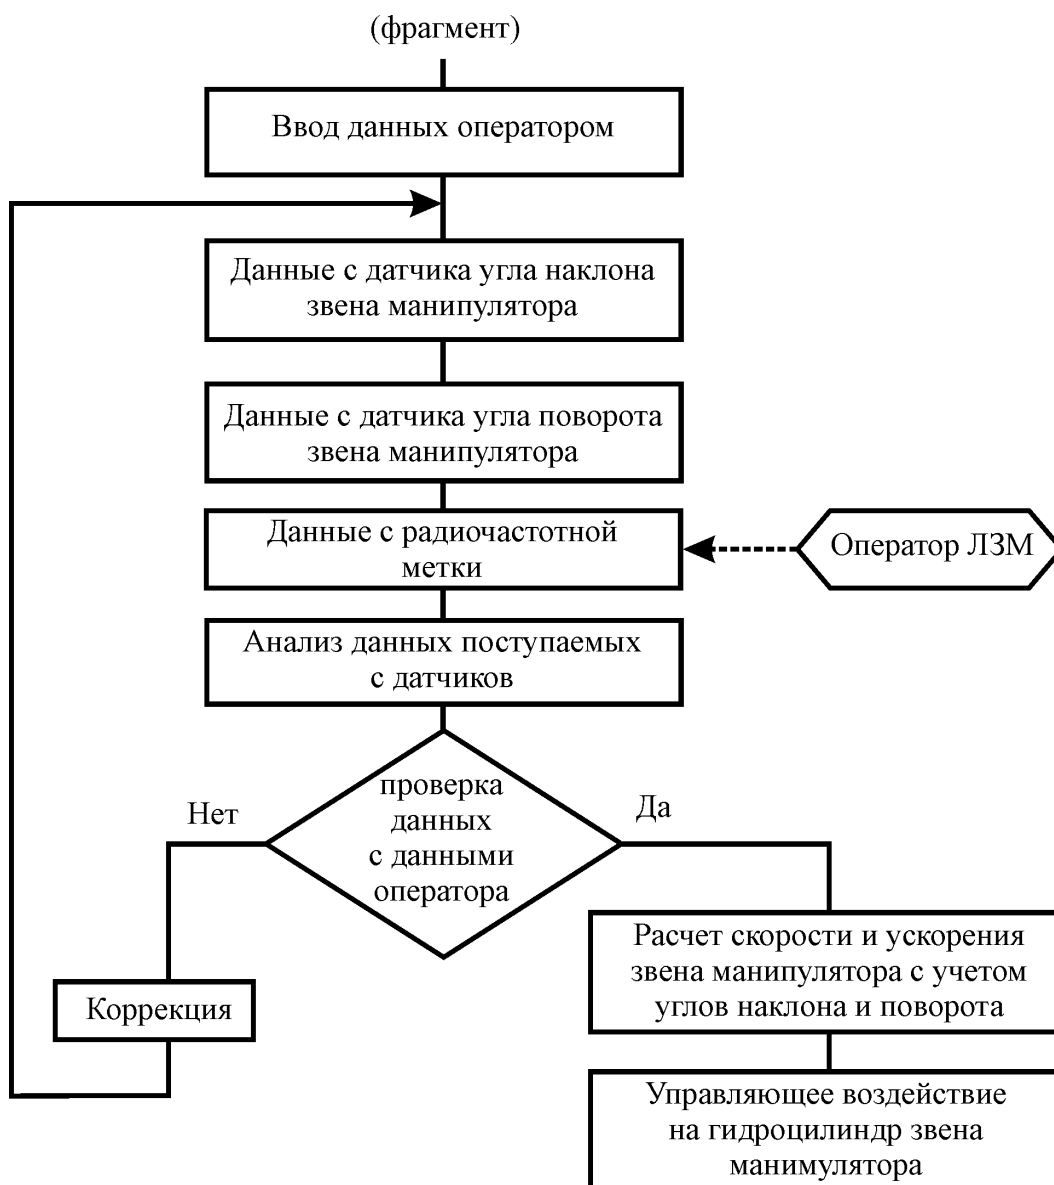 (фрагмент)
Ввод данных оператором
Данные с датчика угла наклона
звена манипулятора
Данные с датчика угла поворота
звена манипулятора
Данные с радиочастотной
метки
Оператор ЛЗМ
Анализ данных поступаемых
с датчиков
проверка
данных
с данными
оператора
Нет
Да
Коррекция
Расчет скорости и ускорения
звена манипулятора с учетом
углов наклона и поворота
Управляющее воздействие
на гидроцилиндр звена
манимулятора